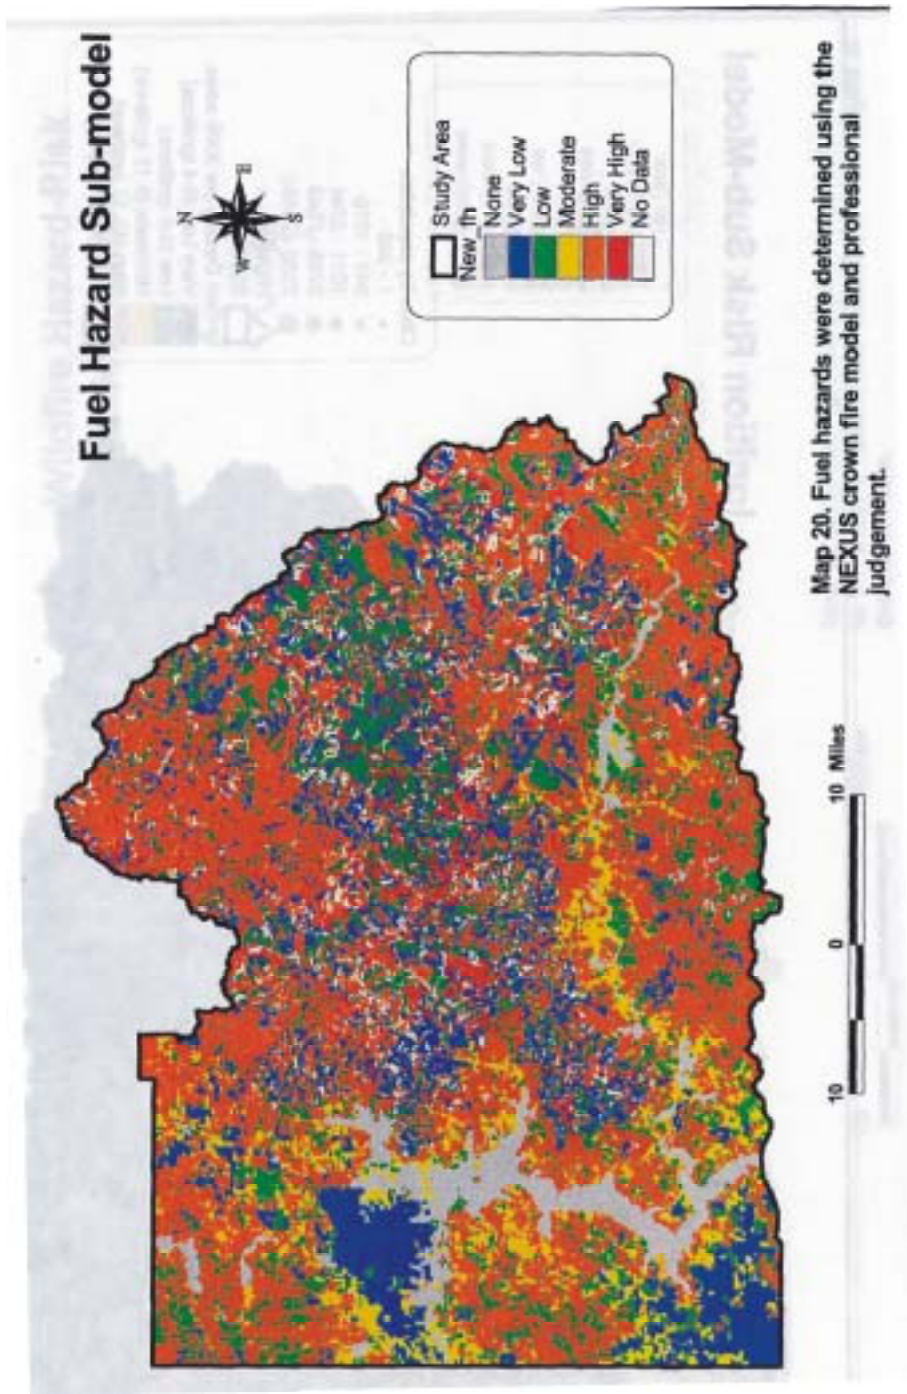 Fuel Hazard Sub-model
N
E
S
W
Study Area
New_fh
None
Very Low
Low
Moderate
High
Very High
No Data
10 0 10 Miles
Map 20. Fuel hazards were determined using the
NEXUS crown fire model and professional
judgement.